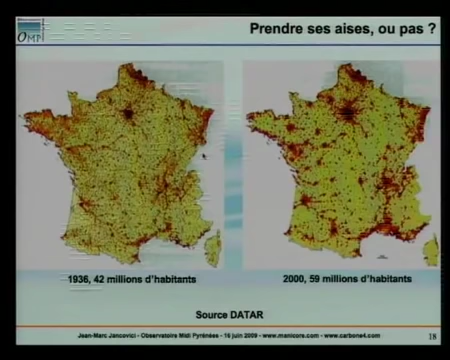 OMP
Prendre ses aises, ou pas ?
1936, 42 millions d'habitants
2000, 59 millions d'habitants
Source DATAR
Jean-Marc Jancovici - Observatoire Midi Pyrénées - 16 juin 2009 - www.manicore.com - www.carbone4.com
18